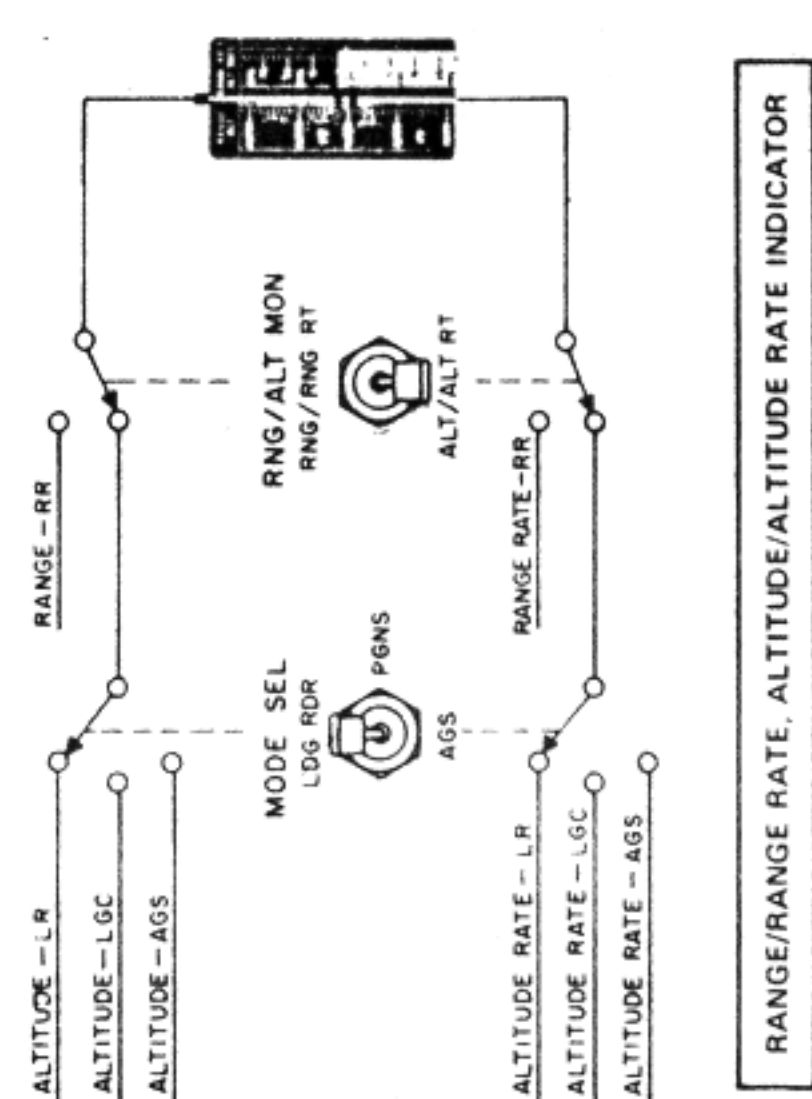 RANGE/RANGE RATE, ALTITUDE/ALTITUDE RATE INDICATOR
ALTITUDE — LR
ALTITUDE — LGC
ALTITUDE — AGS
RANGE — RR
MODE SEL
LDG RDR
PGNS
AGS
RNG/ALT MON
RNG/RNG RT
ALT/ALT RT
RANGE RATE-RR
ALTITUDE RATE — LR
ALTITUDE RATE — LGC
ALTITUDE RATE — AGS